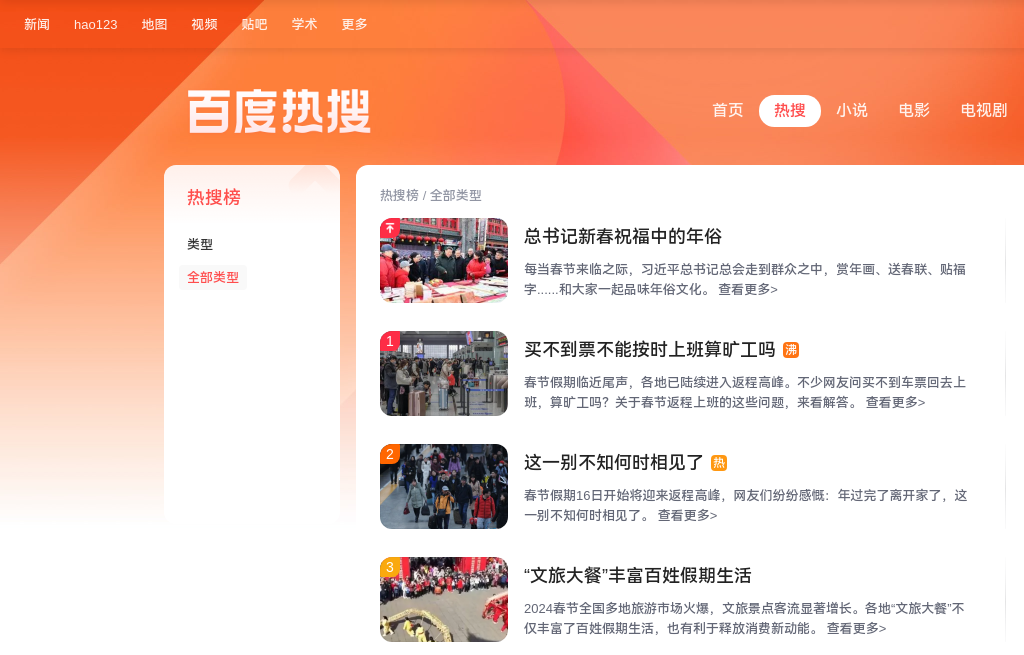 新闻 hao123 地图 视频 贴吧 学术 更多
百度热搜
首页 热搜 小说 电影 电视剧
热搜榜
类型
全部类型
热搜榜 / 全部类型
总书记新春祝福中的年俗
每当春节来临之际，习近平总书记总会走到群众之中，赏年画、送春联、贴福
字......和大家一起品味年俗文化。 查看更多>
1
买不到票不能按时上班算旷工吗 沸
春节假期临近尾声，各地已陆续进入返程高峰。不少网友问买不到车票回去上
班，算旷工吗？关于春节返程上班的这些问题，来看解答。 查看更多>
2
这一别不知何时相见了 热
春节假期16日开始将迎来返程高峰，网友们纷纷感慨：年过完了离开家了，这
一别不知何时相见了。 查看更多>
3
“文旅大餐”丰富百姓假期生活
2024春节全国多地旅游市场火爆，文旅景点客流显著增长。各地“文旅大餐”不
仅丰富了百姓假期生活，也有利于释放消费新动能。 查看更多>